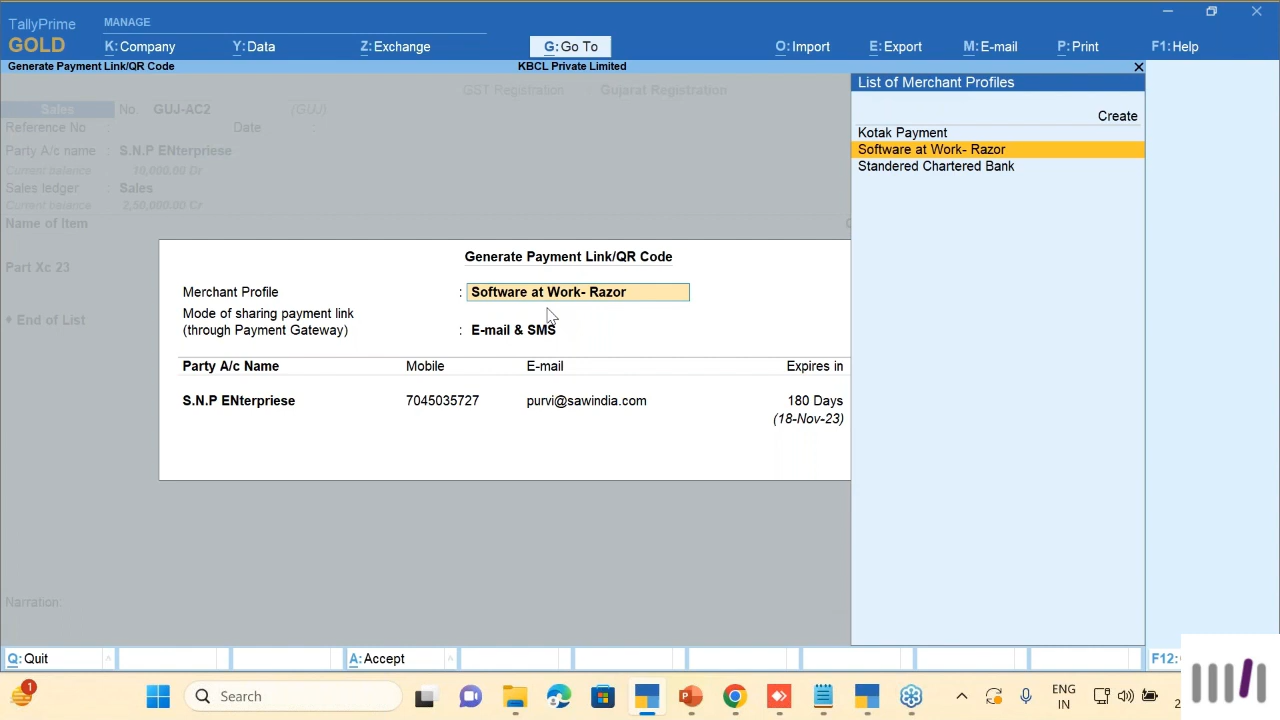 TallyPrime
MANAGE
GOLD
K:Company
Y:Data
Z:Exchange
G:Go To
O:Import
E:Export
M:E-mail
P:Print
F1:Help
Generate Payment Link/QR Code
KBCL Private Limited
GST Registration : Gujarat Registration
List of Merchant Profiles
Create
Kotak Payment
Software at Work- Razor
Standered Chartered Bank
Sales No. GUJ-AC2 (GUJ)
Reference No : Date :
Party A/c name : S.N.P ENterpriese
Current balance : 10,000.00 Dr
Sales ledger : Sales
Current balance : 2,50,000.00 Cr
Name of Item
Part Xc 23
End of List
Generate Payment Link/QR Code
Merchant Profile : Software at Work- Razor
Mode of sharing payment link
(through Payment Gateway) : E-mail & SMS
Party A/c Name Mobile E-mail Expires in
S.N.P ENterpriese 7045035727 purvi@sawindia.com 180 Days
(18-Nov-23)
Narration:
Q:Quit
A:Accept
F12:
1
Search
ENG
IN